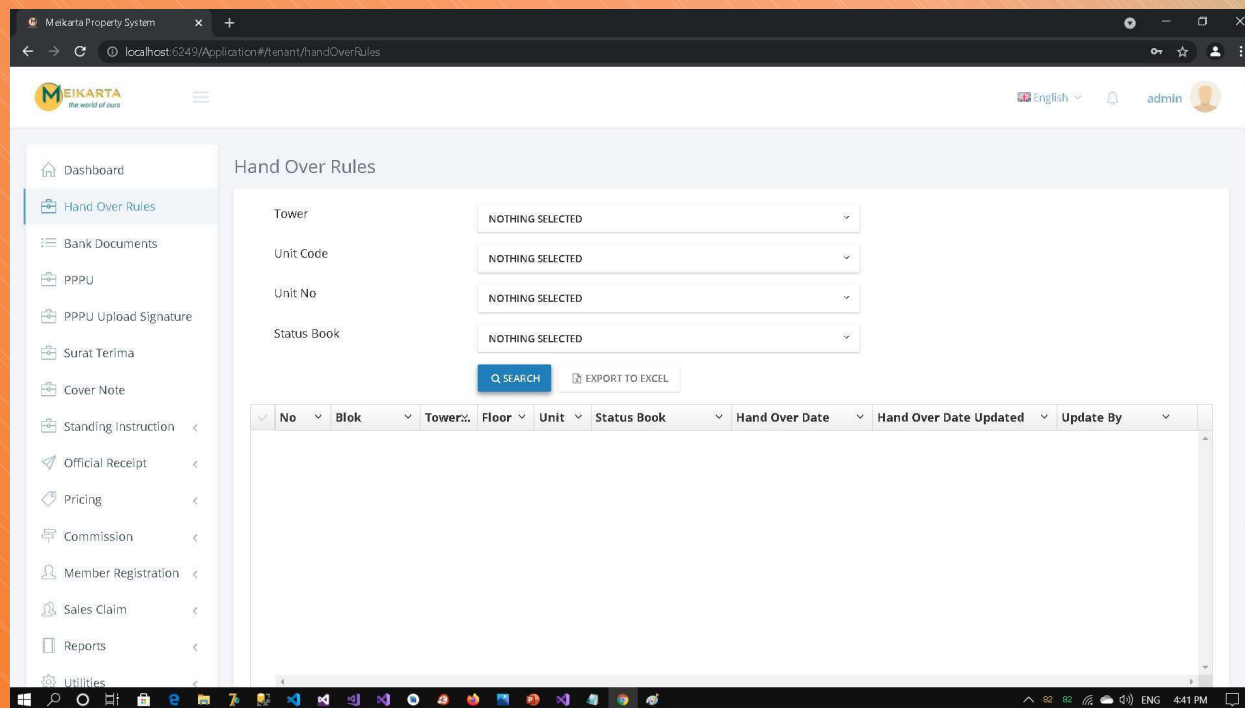 Meikarta Property System
localhost:6249/Application#/tenant/handOverRules
MEIKARTA
the world of ours
English
admin
Dashboard
Hand Over Rules
Bank Documents
PPPU
PPPU Upload Signature
Surat Terima
Cover Note
Standing Instruction
Official Receipt
Pricing
Commission
Member Registration
Sales Claim
Reports
Utilities
Hand Over Rules
Tower NOTHING SELECTED
Unit Code NOTHING SELECTED
Unit No NOTHING SELECTED
Status Book NOTHING SELECTED
SEARCH EXPORT TO EXCEL
No Blok Tower... Floor Unit Status Book Hand Over Date Hand Over Date Updated Update By
82 82 ENG 4:41 PM